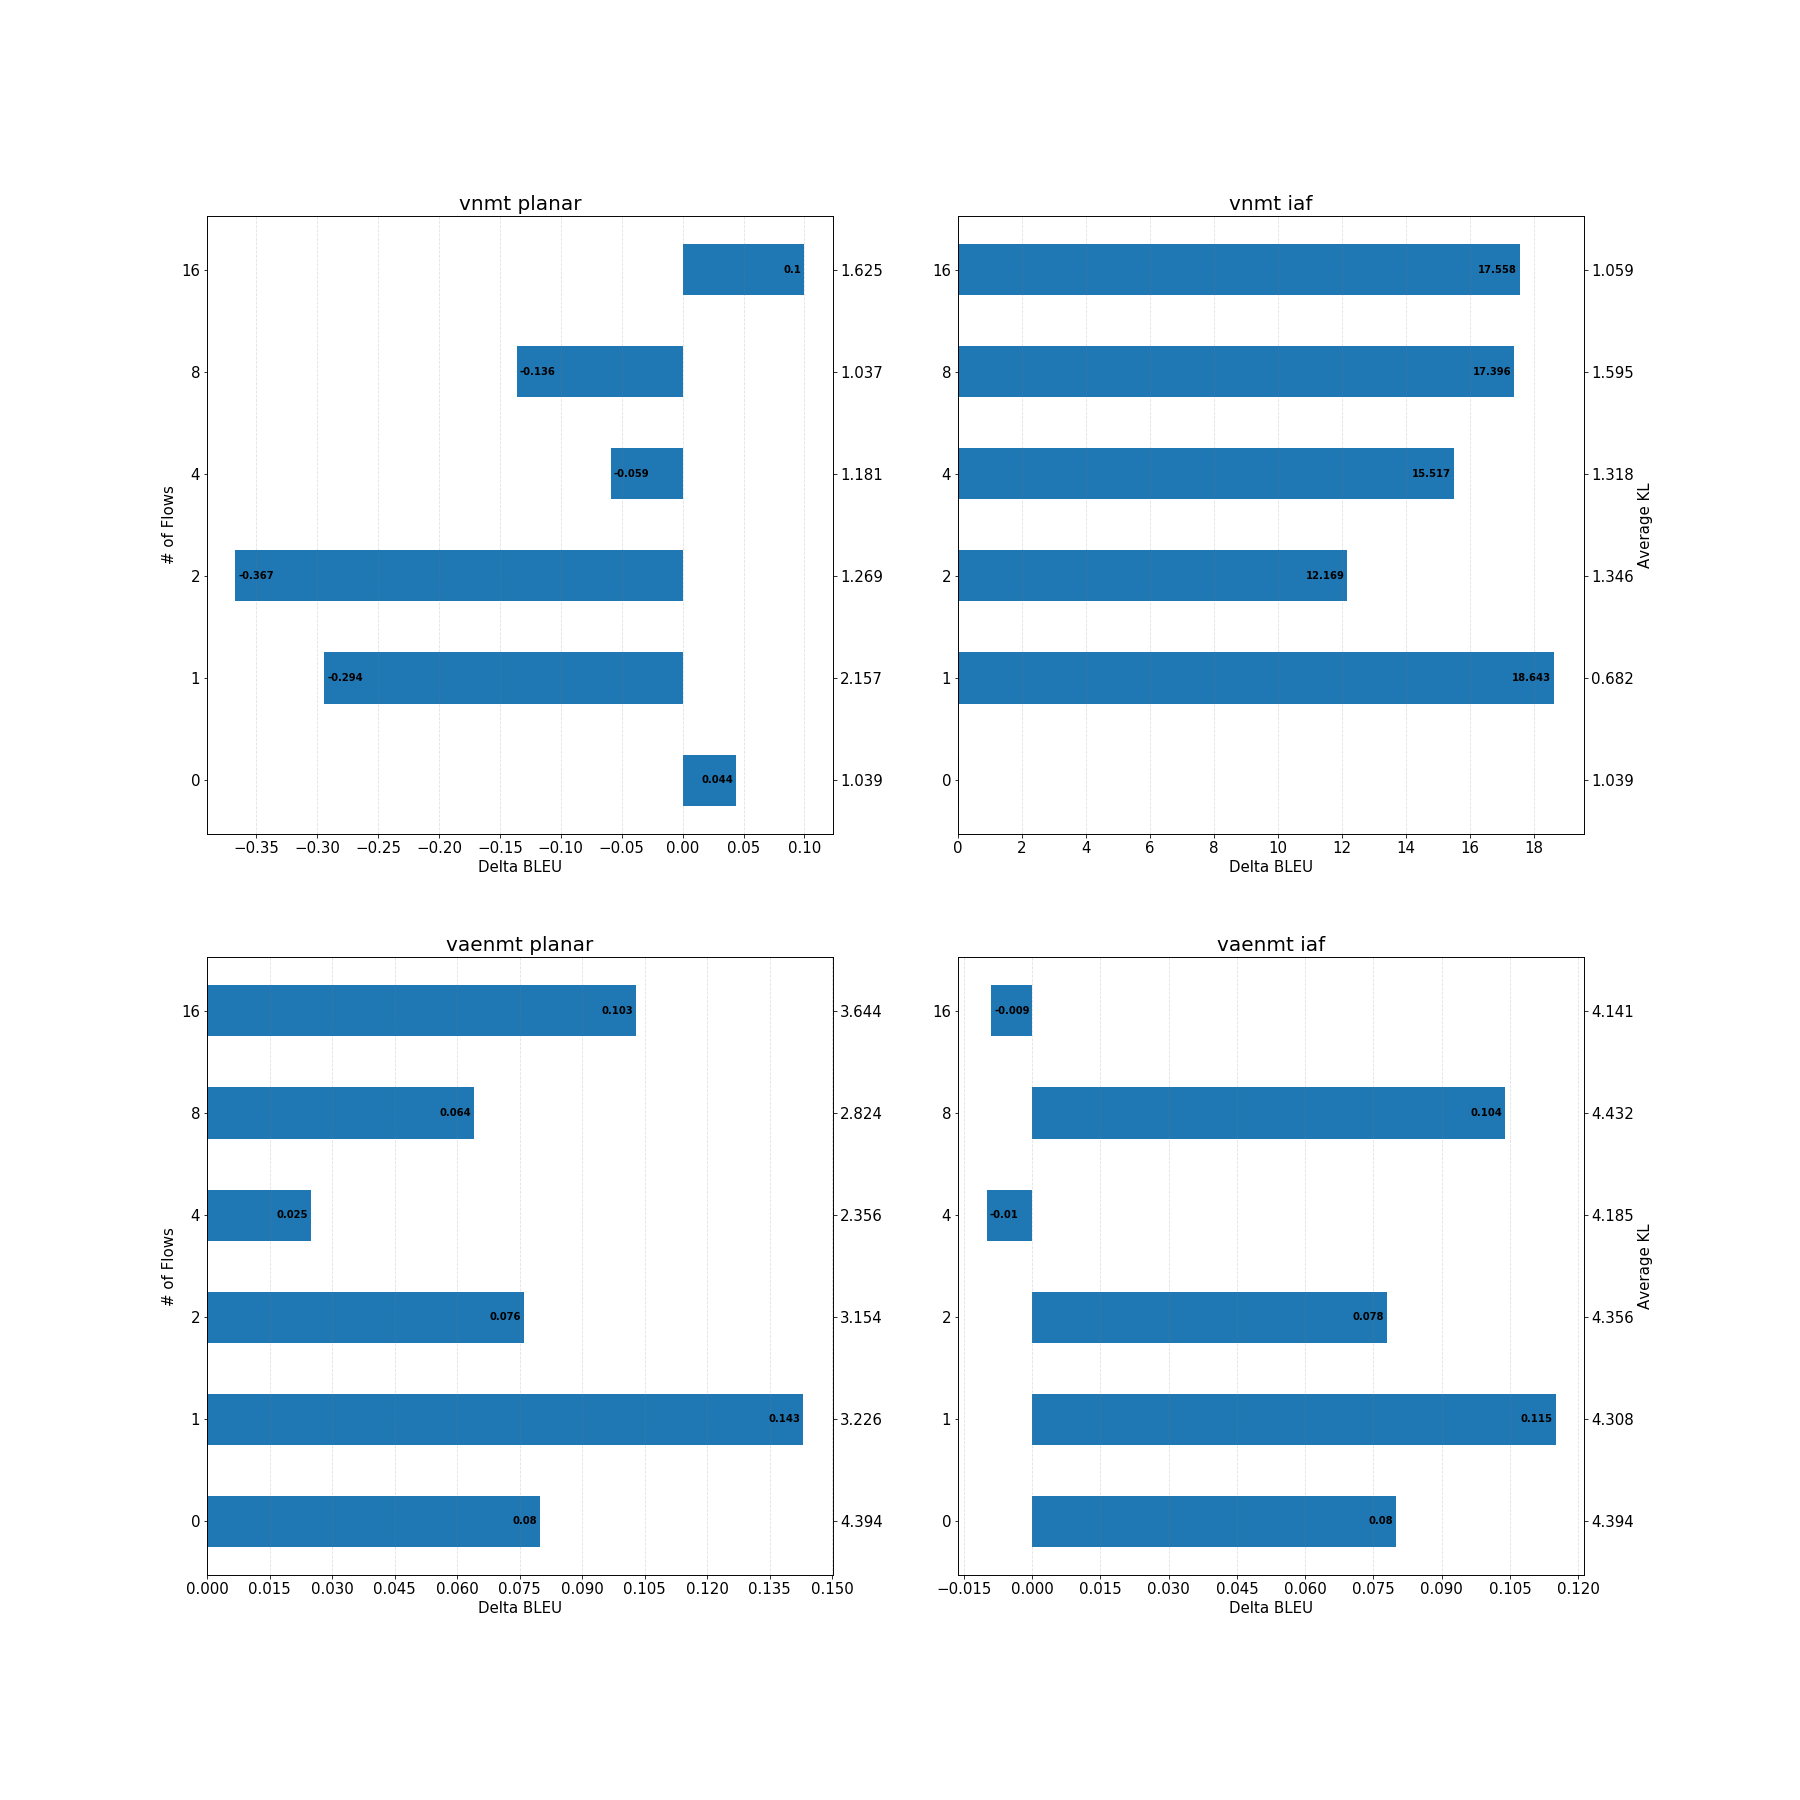 vnmt planar
# of Flows
16 0.1 1.625
8 -0.136 1.037
4 -0.059 1.181
2 -0.367 1.269
1 -0.294 2.157
0 0.044 1.039
−0.35 −0.30 −0.25 −0.20 −0.15 −0.10 −0.05 0.00 0.05 0.10
Delta BLEU
vnmt iaf
16 17.558 1.059
8 17.396 1.595
4 15.517 1.318
2 12.169 1.346
1 18.643 0.682
0 1.039
Average KL
0 2 4 6 8 10 12 14 16 18
Delta BLEU
vaenmt planar
# of Flows
16 0.103 3.644
8 0.064 2.824
4 0.025 2.356
2 0.076 3.154
1 0.143 3.226
0 0.08 4.394
0.000 0.015 0.030 0.045 0.060 0.075 0.090 0.105 0.120 0.135 0.150
Delta BLEU
vaenmt iaf
16 -0.009 4.141
8 0.104 4.432
4 -0.01 4.185
2 0.078 4.356
1 0.115 4.308
0 0.08 4.394
Average KL
−0.015 0.000 0.015 0.030 0.045 0.060 0.075 0.090 0.105 0.120
Delta BLEU